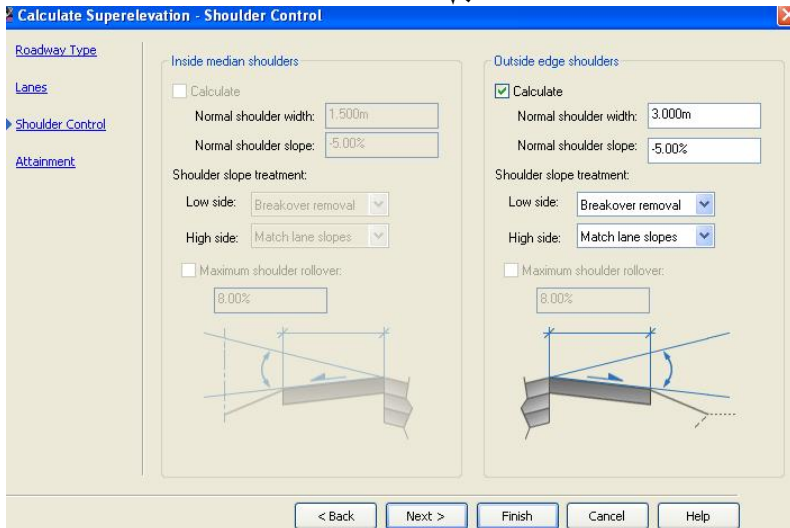 Calculate Superelevation - Shoulder Control
Roadway Type
Lanes
Shoulder Control
Attainment
Inside median shoulders
Calculate
Normal shoulder width: 1.500m
Normal shoulder slope: -5.00%
Shoulder slope treatment:
Low side: Breakover removal
High side: Match lane slopes
Maximum shoulder rollover:
8.00%
Outside edge shoulders
Calculate
Normal shoulder width: 3.000m
Normal shoulder slope: -5.00%
Shoulder slope treatment:
Low side: Breakover removal
High side: Match lane slopes
Maximum shoulder rollover:
8.00%
< Back Next > Finish Cancel Help